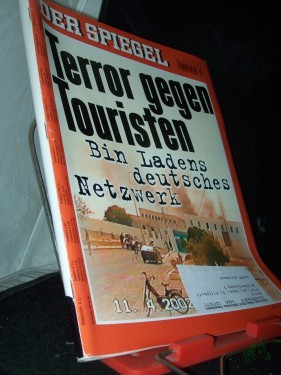 DER SPIEGEL
Terror gegen
Touristen
Bin Ladens
deutsches
Netzwerk
11. 4. 2002